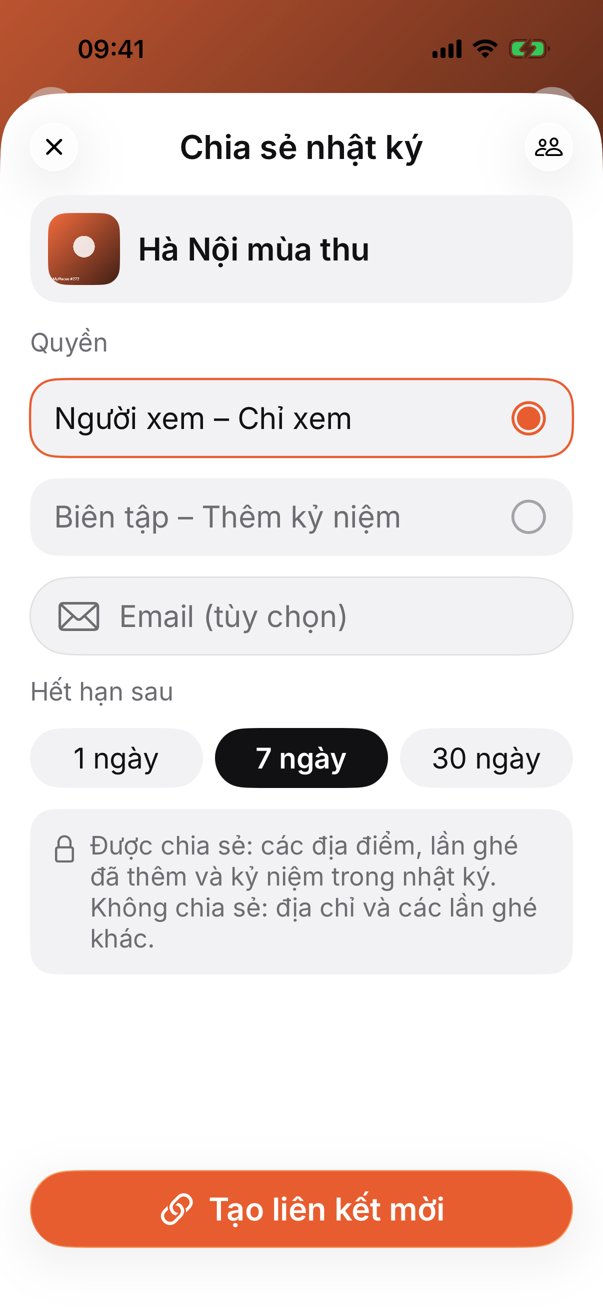 09:41
Chia sẻ nhật ký
Hà Nội mùa thu
Quyền
Người xem – Chỉ xem
Biên tập – Thêm kỷ niệm
Email (tùy chọn)
Hết hạn sau
1 ngày
7 ngày
30 ngày
Được chia sẻ: các địa điểm, lần ghé
đã thêm và kỷ niệm trong nhật ký.
Không chia sẻ: địa chỉ và các lần ghé
khác.
Tạo liên kết mời